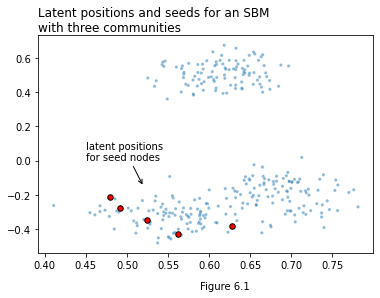 Latent positions and seeds for an SBM
with three communities
0.6
0.4
0.2
latent positions
for seed nodes
0.0
−0.2
−0.4
0.40 0.45 0.50 0.55 0.60 0.65 0.70 0.75
Figure 6.1